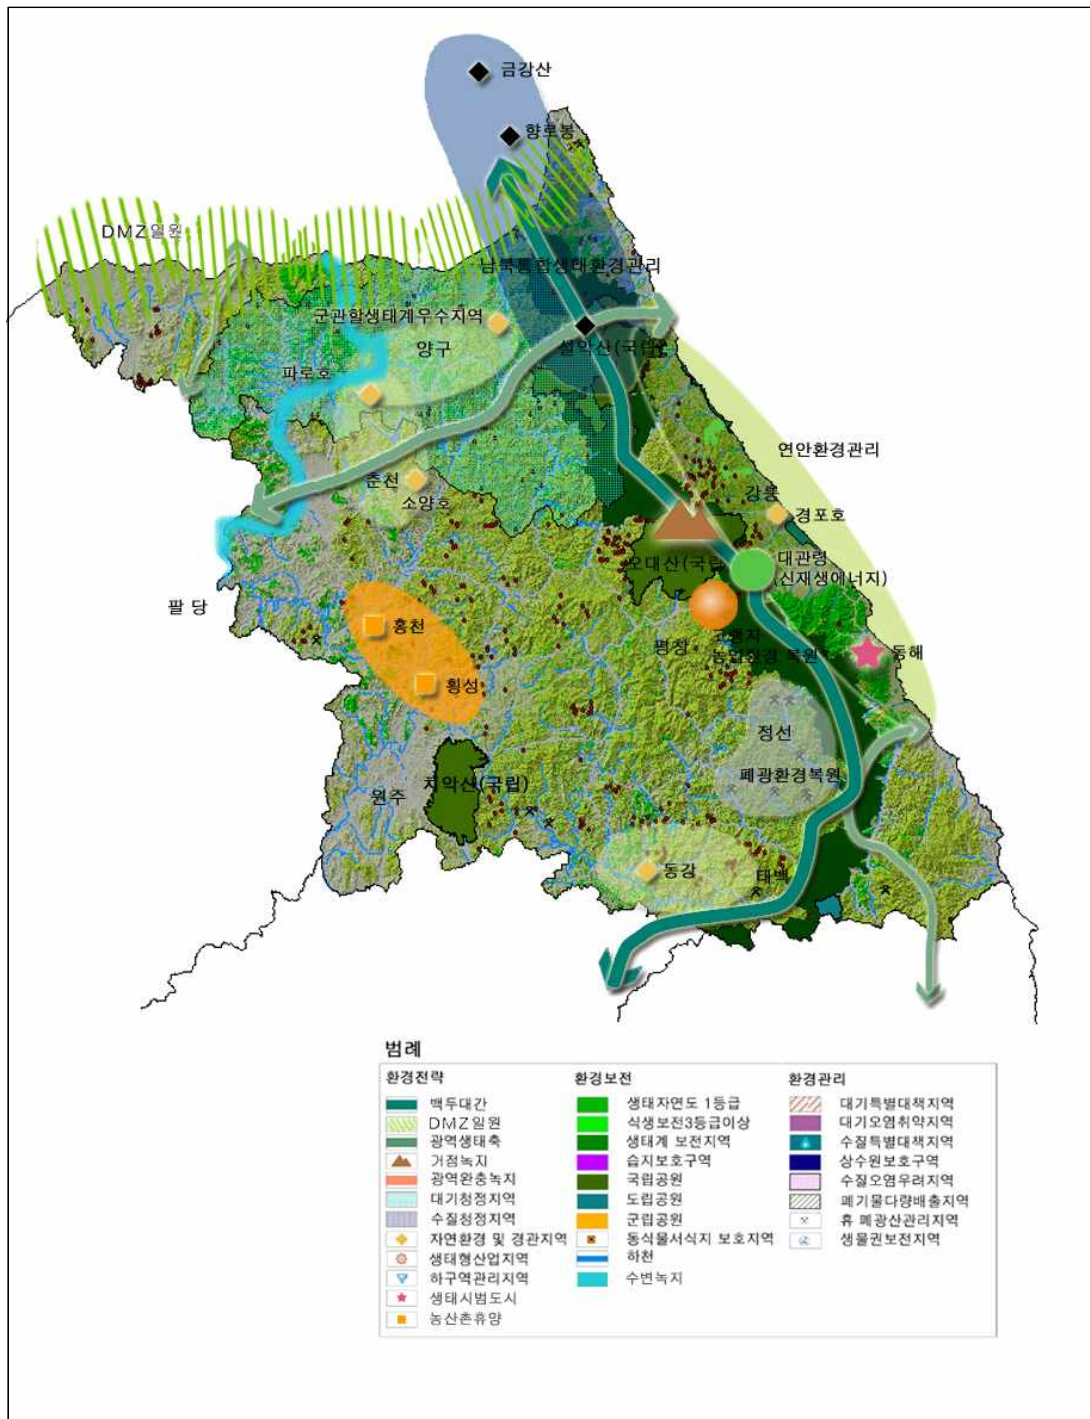 금강산
향로봉
DMZ일원
남북통합생태환경관리
군관할생태계우수지역
양구
설악산(국립)
파로호
연안환경관리
춘천
소양호
강릉
경포호
오대산(국립
대관령
(신재생에너지)
팔 당
홍천
고랭지
평창
농업환경 복원
동해
횡성
정선
폐광환경복원
치악산(국립)
원주
동강
태백
범례
환경전략
백두대간
DMZ일원
광역생태축
거점녹지
광역완충녹지
대기청정지역
수질청정지역
자연환경 및 경관지역
생태형산업지역
하구역관리지역
생태시범도시
농산촌휴양
환경보전
생태자연도 1등급
식생보전3등급이상
생태계 보전지역
습지보호구역
국립공원
도립공원
군립공원
동식물서식지 보호지역
하천
수변녹지
환경관리
대기특별대책지역
대기오염취약지역
수질특별대책지역
상수원보호구역
수질오염우려지역
폐기물다량배출지역
휴 폐광산관리지역
생물권보전지역